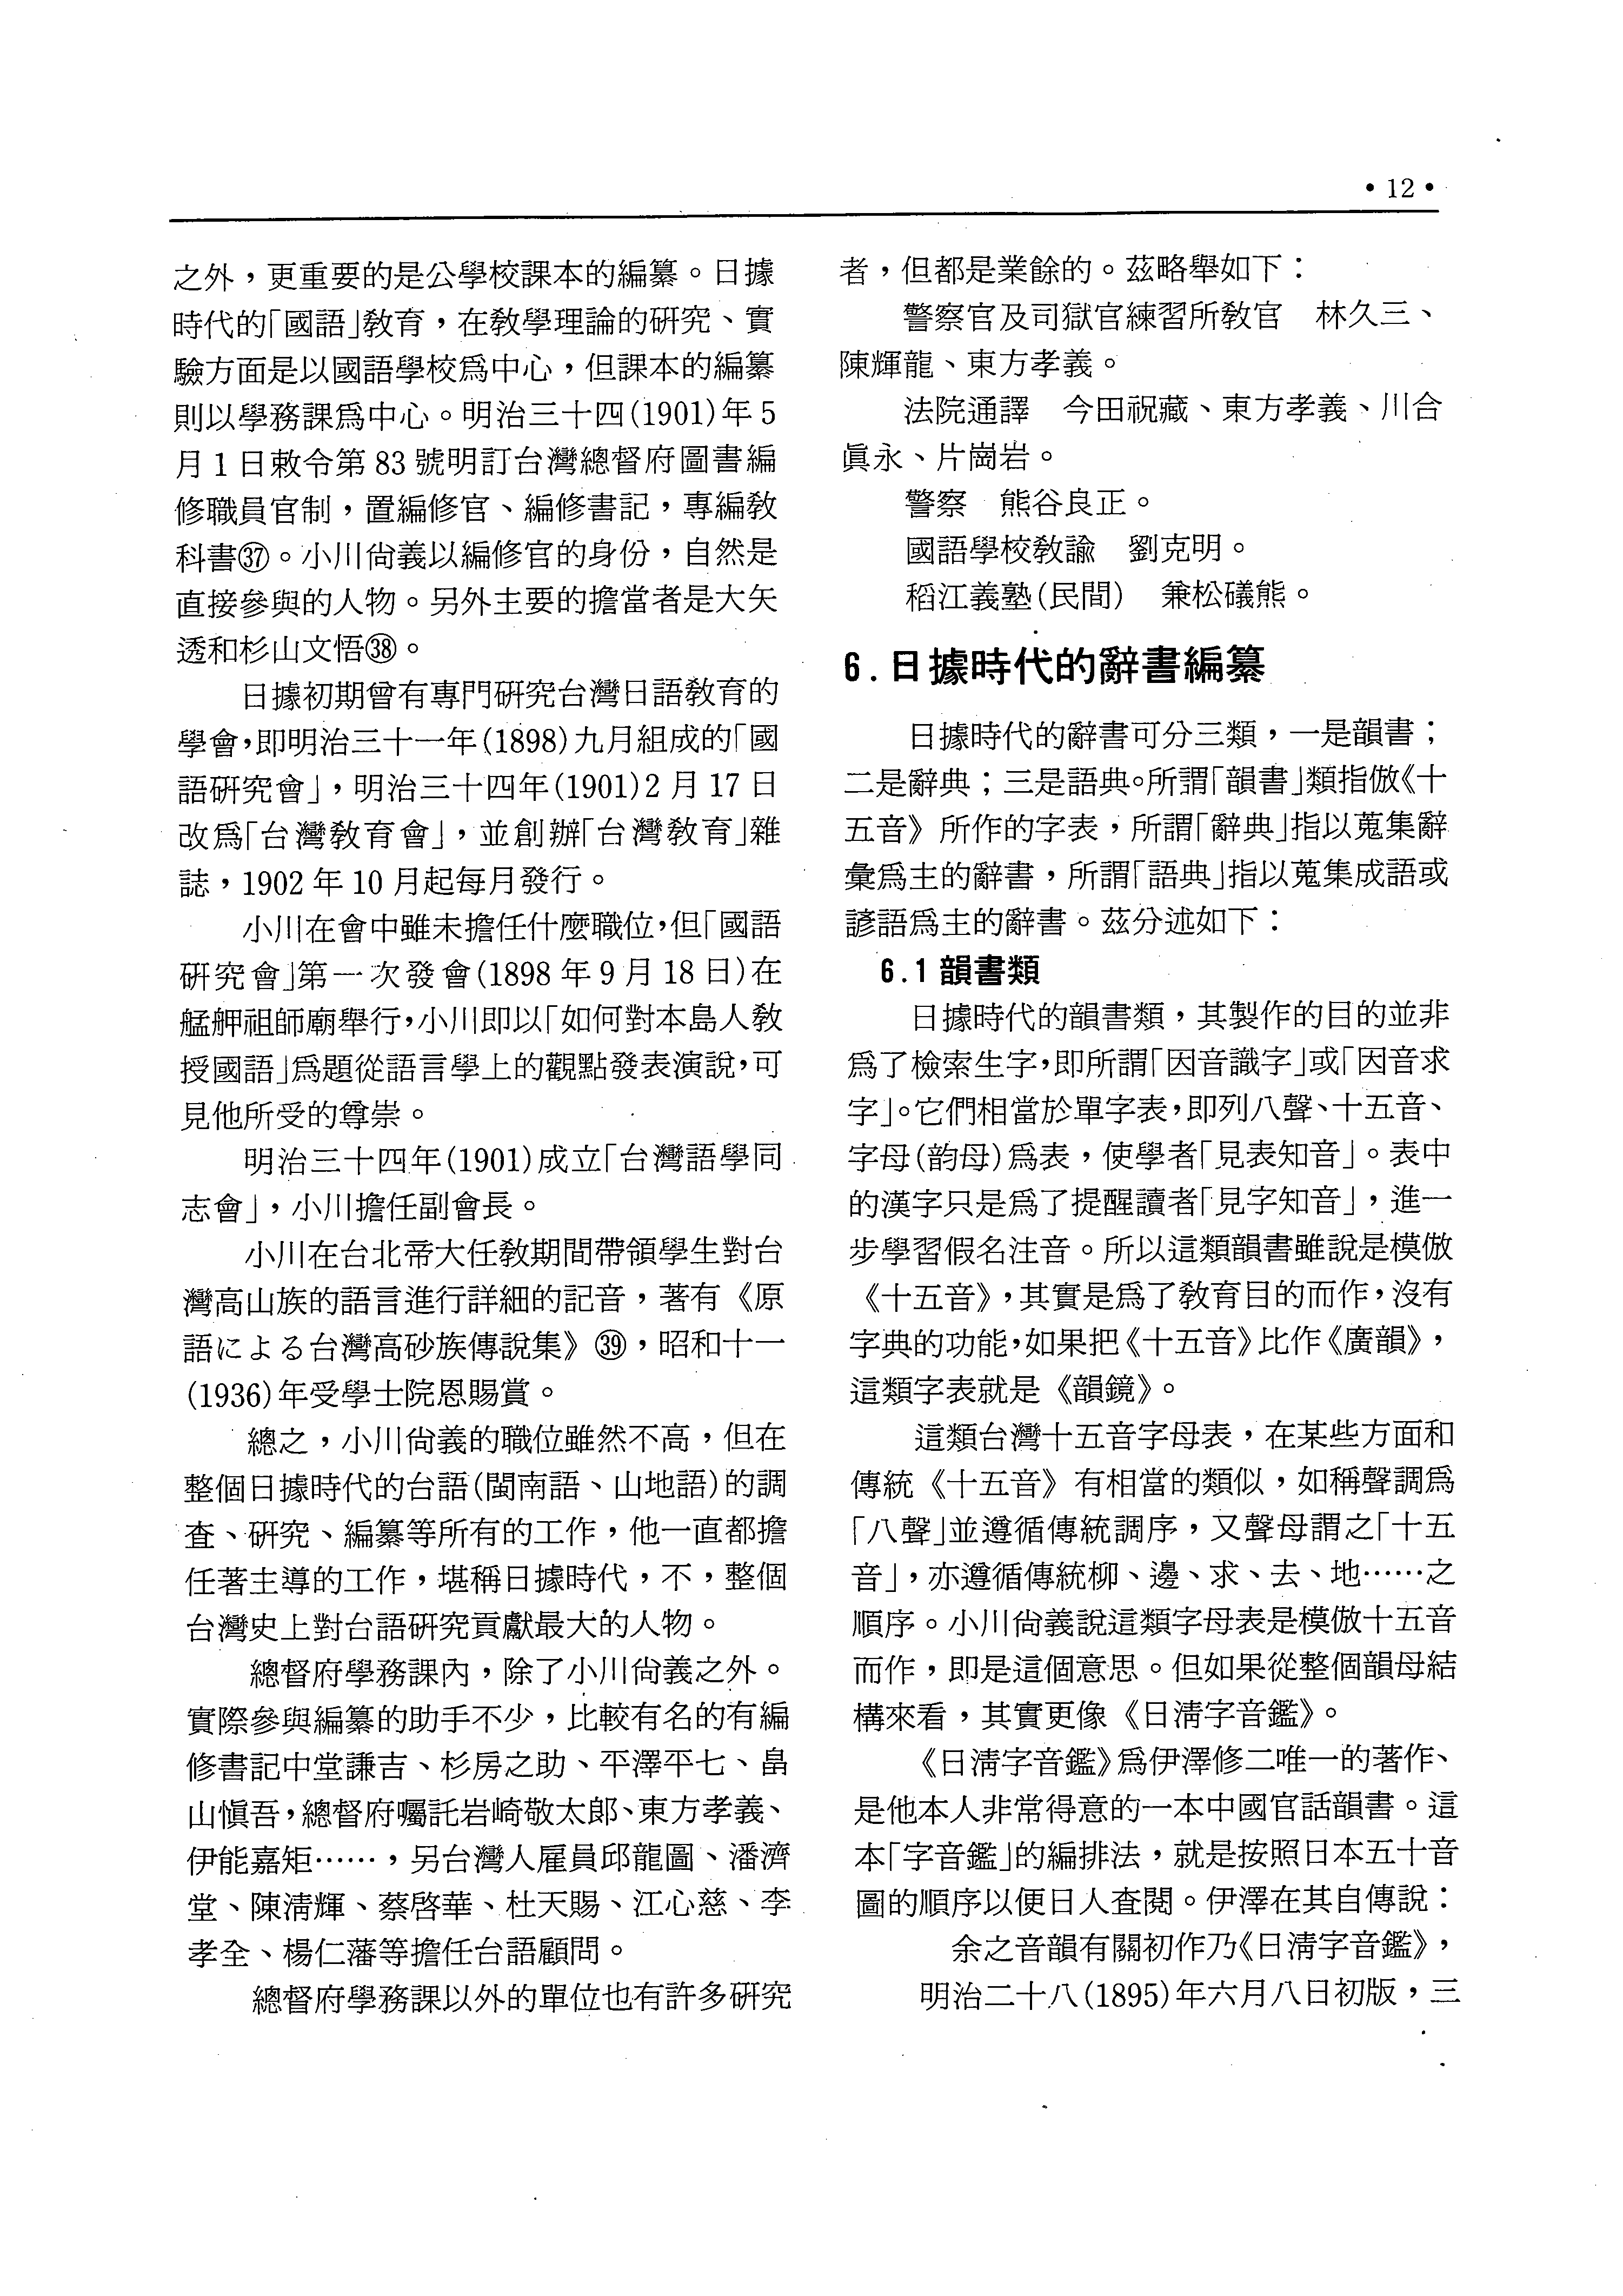 • 12 •
之外，更重要的是公學校課本的編纂。日據
時代的「國語」教育，在教學理論的研究、實
驗方面是以國語學校爲中心，但課本的編纂
則以學務課爲中心。明治三十四(1901)年5
月1日敕令第83號明訂台灣總督府圖書編
修職員官制，置編修官、編修書記，專編教
科書㊲。小川尙義以編修官的身份，自然是
直接參與的人物。另外主要的擔當者是大矢
透和杉山文悟㊳。
日據初期曾有專門研究台灣日語教育的
學會，即明治三十一年(1898)九月組成的「國
語研究會」，明治三十四年(1901)2月17日
改爲「台灣教育會」，並創辦「台灣教育」雜
誌，1902年10月起每月發行。
小川在會中雖未擔任什麼職位，但「國語
研究會」第一次發會(1898年9月18日)在
艋舺祖師廟舉行，小川即以「如何對本島人教
授國語」爲題從語言學上的觀點發表演說，可
見他所受的尊崇。
明治三十四年(1901)成立「台灣語學同
志會」，小川擔任副會長。
小川在台北帝大任教期間帶領學生對台
灣高山族的語言進行詳細的記音，著有《原
語による台灣高砂族傳說集》㊴，昭和十一
(1936)年受學士院恩賜賞。
總之，小川尙義的職位雖然不高，但在
整個日據時代的台語(閩南語、山地語)的調
查、研究、編纂等所有的工作，他一直都擔
任著主導的工作，堪稱日據時代，不，整個
台灣史上對台語研究貢獻最大的人物。
總督府學務課內，除了小川尙義之外。
實際參與編纂的助手不少，比較有名的有編
修書記中堂謙吉、杉房之助、平澤平七、畠
山愼吾，總督府囑託岩崎敬太郎、東方孝義、
伊能嘉矩……，另台灣人雇員邱龍圖、潘濟
堂、陳淸輝、蔡啓華、杜天賜、江心慈、李
孝全、楊仁藩等擔任台語顧問。
總督府學務課以外的單位也有許多研究
者，但都是業餘的。茲略舉如下：
警察官及司獄官練習所教官　林久三、
陳輝龍、東方孝義。
法院通譯　今田祝藏、東方孝義、川合
眞永、片崗岩。
警察　熊谷良正。
國語學校教諭　劉克明。
稻江義塾(民間)　兼松礒熊。
6.日據時代的辭書編纂
日據時代的辭書可分三類，一是韻書；
二是辭典；三是語典。所謂「韻書」類指倣《十
五音》所作的字表，所謂「辭典」指以蒐集辭
彙爲主的辭書，所謂「語典」指以蒐集成語或
諺語爲主的辭書。茲分述如下：
6.1 韻書類
日據時代的韻書類，其製作的目的並非
爲了檢索生字，即所謂「因音識字」或「因音求
字」。它們相當於單字表，即列八聲、十五音、
字母(韵母)爲表，使學者「見表知音」。表中
的漢字只是爲了提醒讀者「見字知音」，進一
步學習假名注音。所以這類韻書雖說是模倣
《十五音》，其實是爲了教育目的而作，沒有
字典的功能，如果把《十五音》比作《廣韻》，
這類字表就是《韻鏡》。
這類台灣十五音字母表，在某些方面和
傳統《十五音》有相當的類似，如稱聲調爲
「八聲」並遵循傳統調序，又聲母謂之「十五
音」，亦遵循傳統柳、邊、求、去、地……之
順序。小川尙義說這類字母表是模倣十五音
而作，即是這個意思。但如果從整個韻母結
構來看，其實更像《日淸字音鑑》。
《日淸字音鑑》爲伊澤修二唯一的著作、
是他本人非常得意的一本中國官話韻書。這
本「字音鑑」的編排法，就是按照日本五十音
圖的順序以便日人查閱。伊澤在其自傳說：
余之音韻有關初作乃《日淸字音鑑》，
明治二十八(1895)年六月八日初版，三